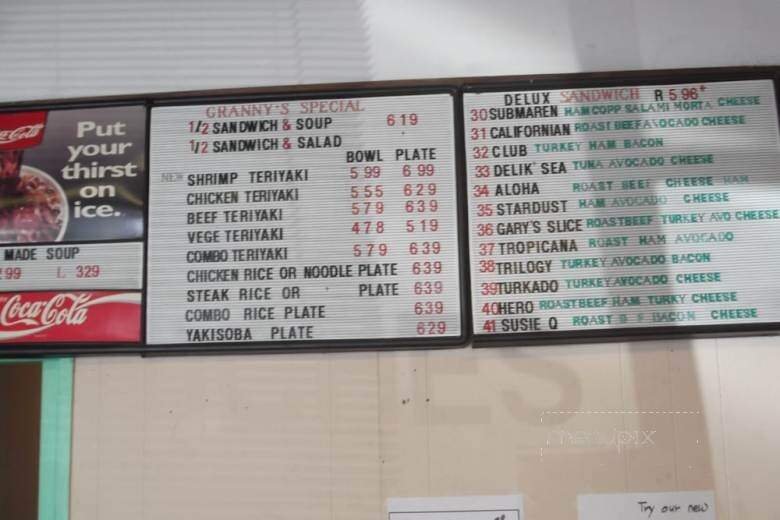 Coca-Cola
Put
your
thirst
on
ice.
MADE SOUP
99 L 329
Coca-Cola
GRANNY'S SPECIAL
1/2 SANDWICH & SOUP 619
1/2 SANDWICH & SALAD
BOWL PLATE
NEW SHRIMP TERIYAKI 599 699
CHICKEN TERIYAKI 555 629
BEEF TERIYAKI 579 639
VEGE TERIYAKI 478 519
COMBO TERIYAKI 579 639
CHICKEN RICE OR NOODLE PLATE 639
STEAK RICE OR PLATE 639
COMBO RICE PLATE 639
YAKISOBA PLATE 629
DELUX SANDWICH R 596
30 SUBMAREN HAM COPP SALAMI MORTA CHEESE
31 CALIFORNIAN ROAST BEEF AVOCADO CHEESE
32 CLUB TURKEY HAM BACON
33 DELIK' SEA TUNA AVOCADO CHEESE
34 ALOHA ROAST BEEF CHEESE HAM
35 STARDUST HAM AVOCADO CHEESE
36 GARY'S SLICE ROASTBEEF TURKEY AVO CHEESE
37 TROPICANA ROAST HAM AVOCADO
38 TRILOGY TURKEY AVOCADO BACON
39 TURKADO TURKEY AVOCADO CHEESE
40 HERO ROASTBEEF HAM TURKY CHEESE
41 SUSIE Q ROAST B F BACON CHEESE
menupix
Try our new